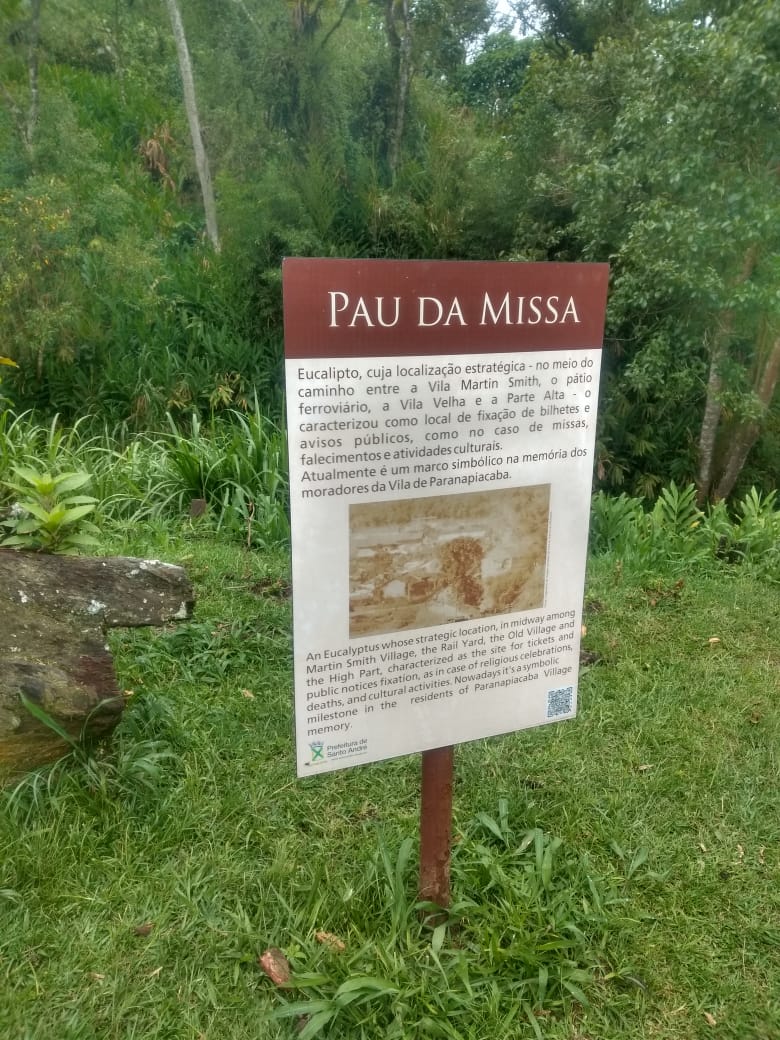 PAU DA MISSA
Eucalipto, cuja localização estratégica - no meio do
caminho entre a Vila Martin Smith, o pátio
ferroviário, a Vila Velha e a Parte Alta - o
caracterizou como local de fixação de bilhetes e
avisos públicos, como no caso de missas,
falecimentos e atividades culturais.
Atualmente é um marco simbólico na memória dos
moradores da Vila de Paranapiacaba.
An Eucalyptus whose strategic location, in midway among
Martin Smith Village, the Rail Yard, the Old Village and
the High Part, characterized as the site for tickets and
public notices fixation, as in case of religious celebrations,
deaths, and cultural activities. Nowadays it's a symbolic
milestone in the residents of Paranapiacaba Village
memory.
Prefeitura de
Santo André